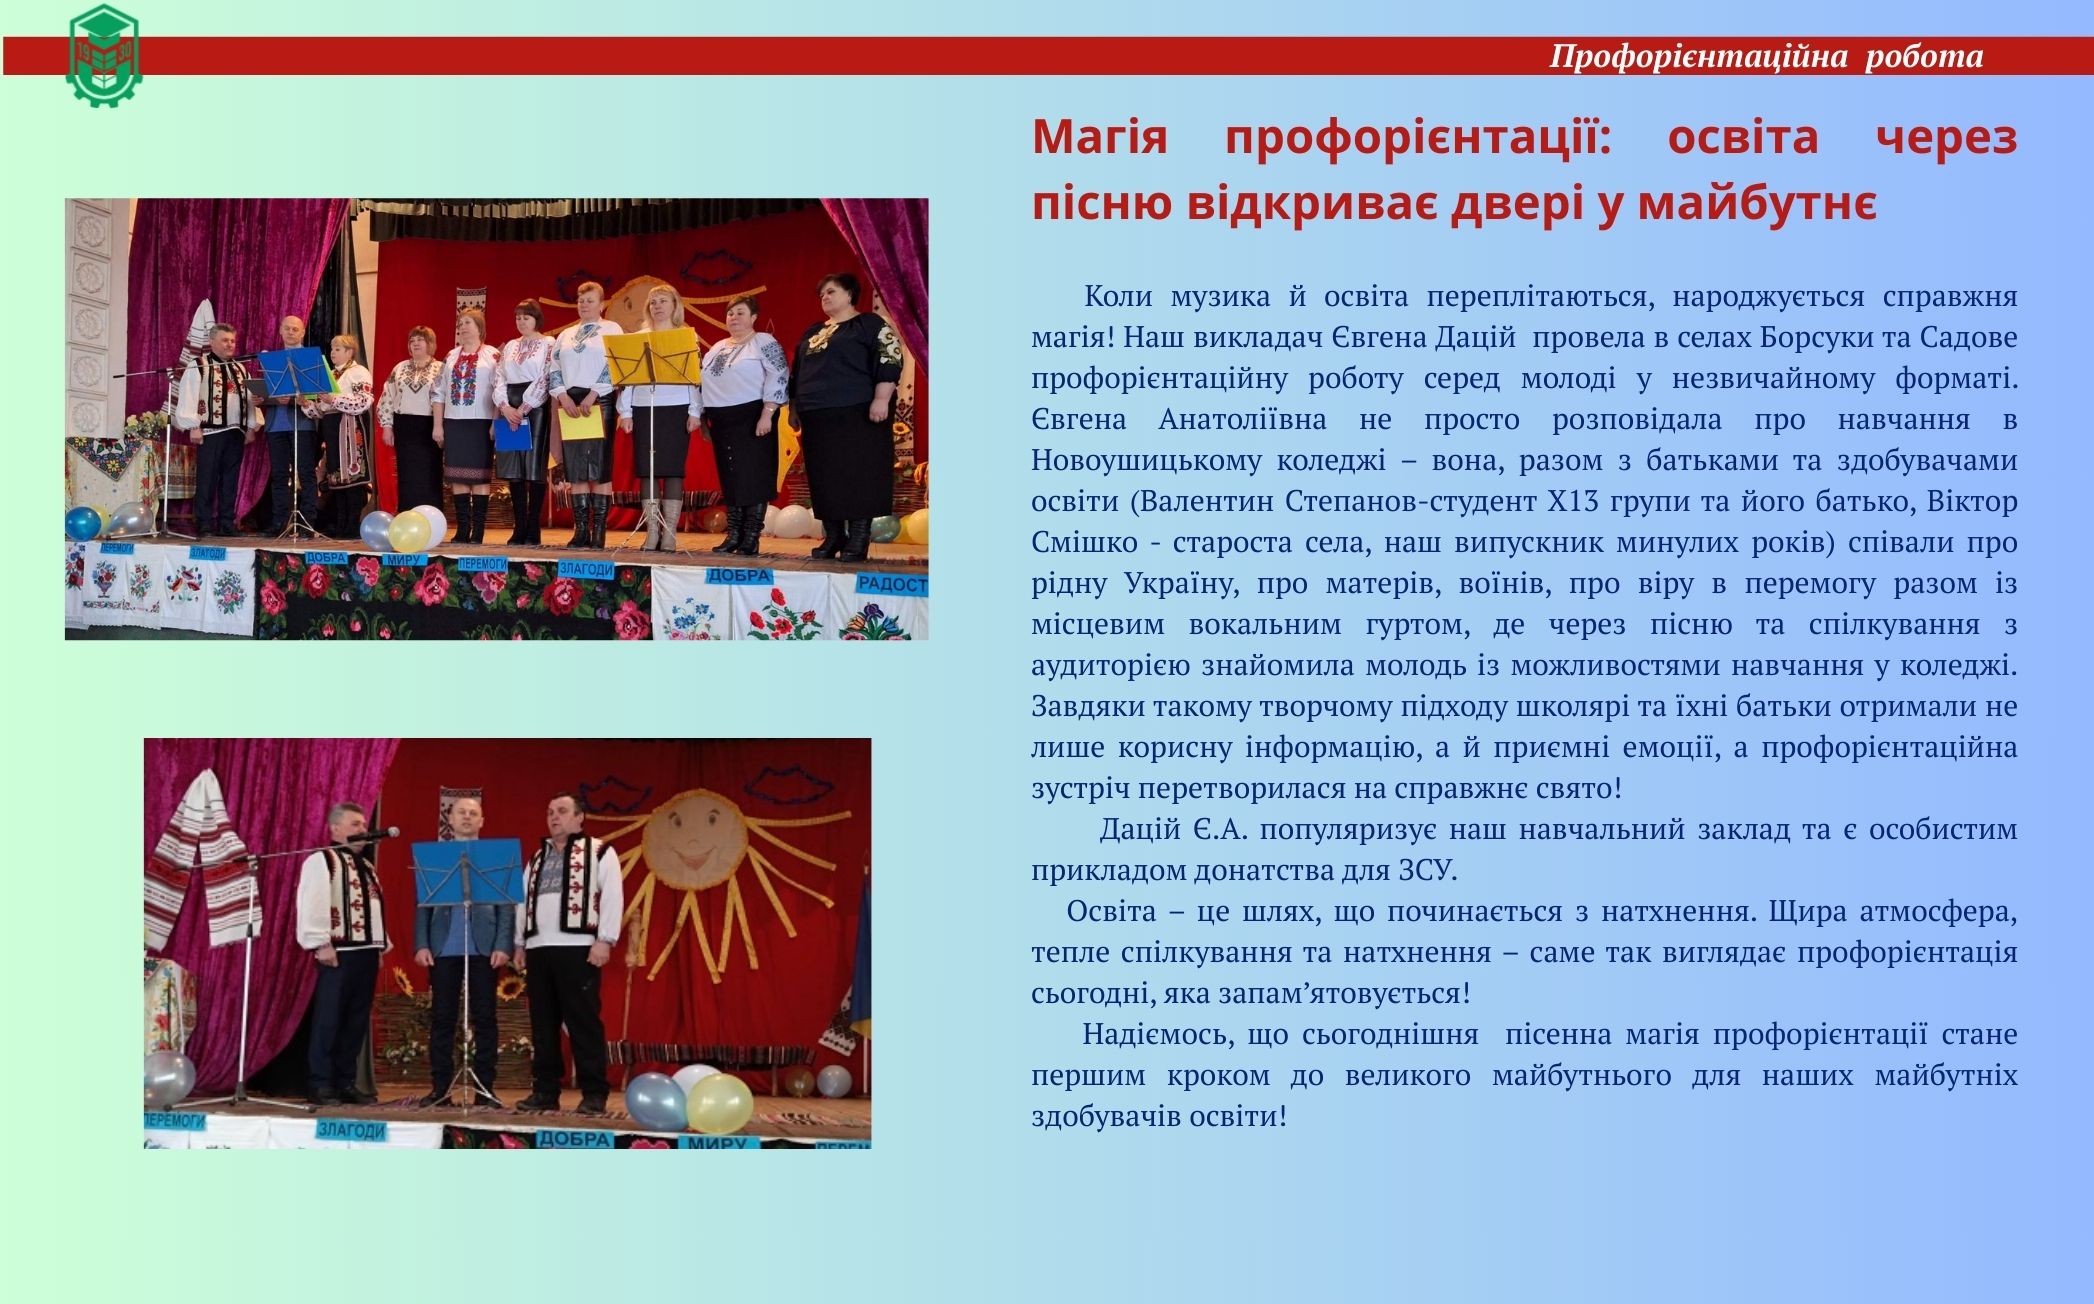 1930
Профорієнтаційна робота
Магія профорієнтації: освіта через
пісню відкриває двері у майбутнє
Коли музика й освіта переплітаються, народжується справжня
магія! Наш викладач Євгена Дацій провела в селах Борсуки та Садове
профорієнтаційну роботу серед молоді у незвичайному форматі.
Євгена Анатоліївна не просто розповідала про навчання в
Новоушицькому коледжі – вона, разом з батьками та здобувачами
освіти (Валентин Степанов-студент Х13 групи та його батько, Віктор
Смішко - староста села, наш випускник минулих років) співали про
рідну Україну, про матерів, воїнів, про віру в перемогу разом із
місцевим вокальним гуртом, де через пісню та спілкування з
аудиторією знайомила молодь із можливостями навчання у коледжі.
Завдяки такому творчому підходу школярі та їхні батьки отримали не
лише корисну інформацію, а й приємні емоції, а профорієнтаційна
зустріч перетворилася на справжнє свято!
Дацій Є.А. популяризує наш навчальний заклад та є особистим
прикладом донатства для ЗСУ.
Освіта – це шлях, що починається з натхнення. Щира атмосфера,
тепле спілкування та натхнення – саме так виглядає профорієнтація
сьогодні, яка запам’ятовується!
Надіємось, що сьогоднішня пісенна магія профорієнтації стане
першим кроком до великого майбутнього для наших майбутніх
здобувачів освіти!
ПЕРЕМОГИ ЗЛАГОДИ ДОБРА МИРУ ПЕРЕМОГИ ЗЛАГОДИ ДОБРА РАДОСТ
ПЕРЕМОГИ ЗЛАГОДИ ДОБРА МИРУ ПЕРЕМ